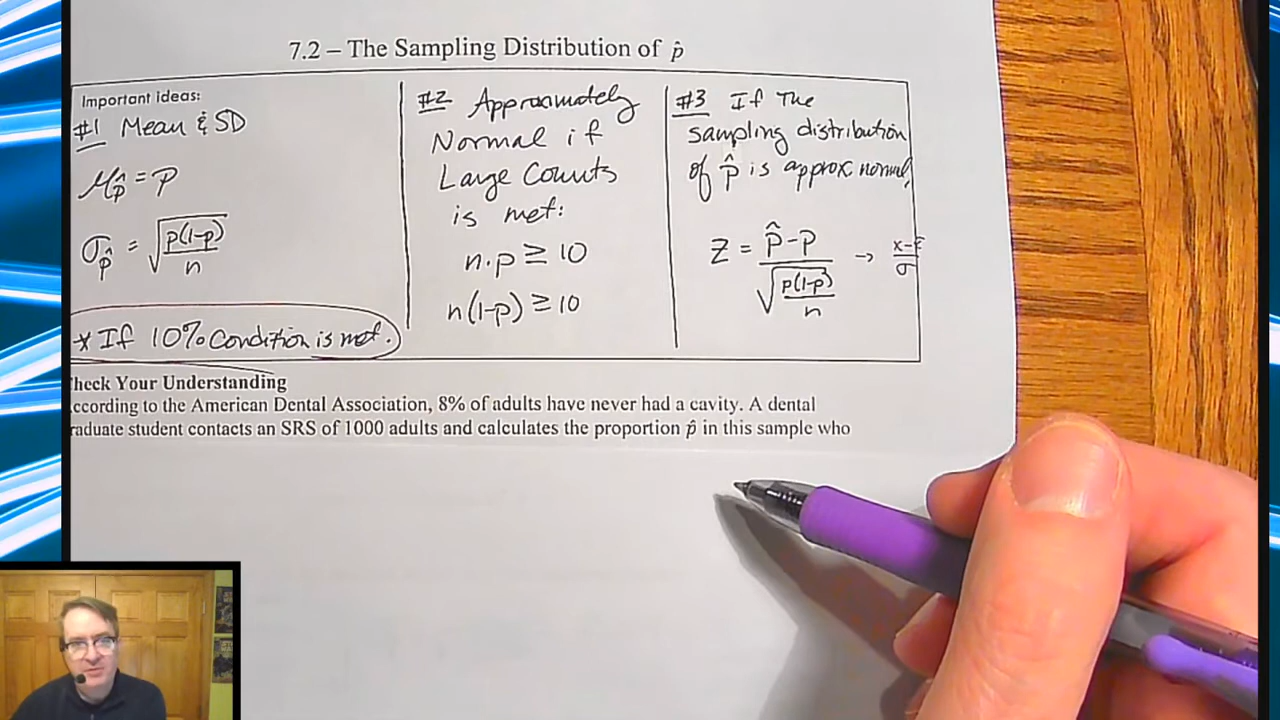 7.2 – The Sampling Distribution of p̂
Important ideas:
#1 Mean & SD
μp̂ = p
σp̂ = √(p(1-p)/n)
* If 10% Condition is met.
#2 Approximately
Normal if
Large Counts
is met:
n·p ≥ 10
n(1-p) ≥ 10
#3 If The
sampling distribution
of p̂ is approx normal,
Z = (p̂-p)/√(p(1-p)/n) →
heck Your Understanding
ccording to the American Dental Association, 8% of adults have never had a cavity. A dental
raduate student contacts an SRS of 1000 adults and calculates the proportion p̂ in this sample who